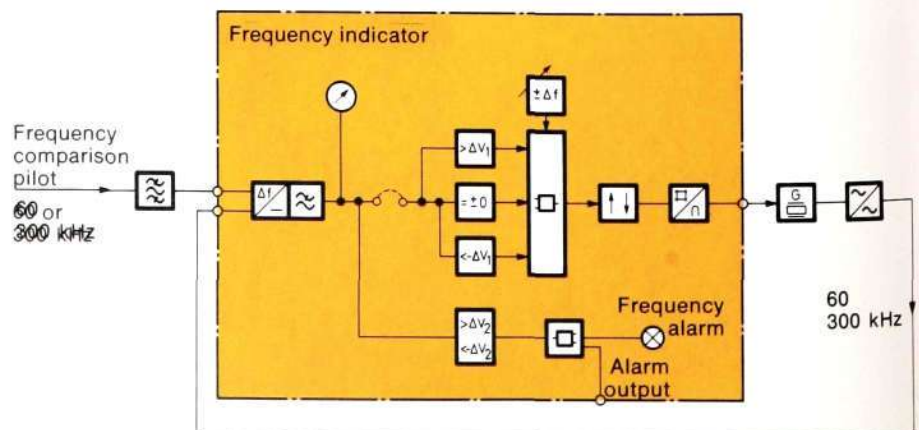 Frequency indicator
± Δf
Frequency
comparison
pilot
60 or
300 kHz
Δf
>ΔV₁
= ±0
<-ΔV₁
G
60
300 kHz
>ΔV₂
<-ΔV₂
Frequency
alarm
Alarm
output